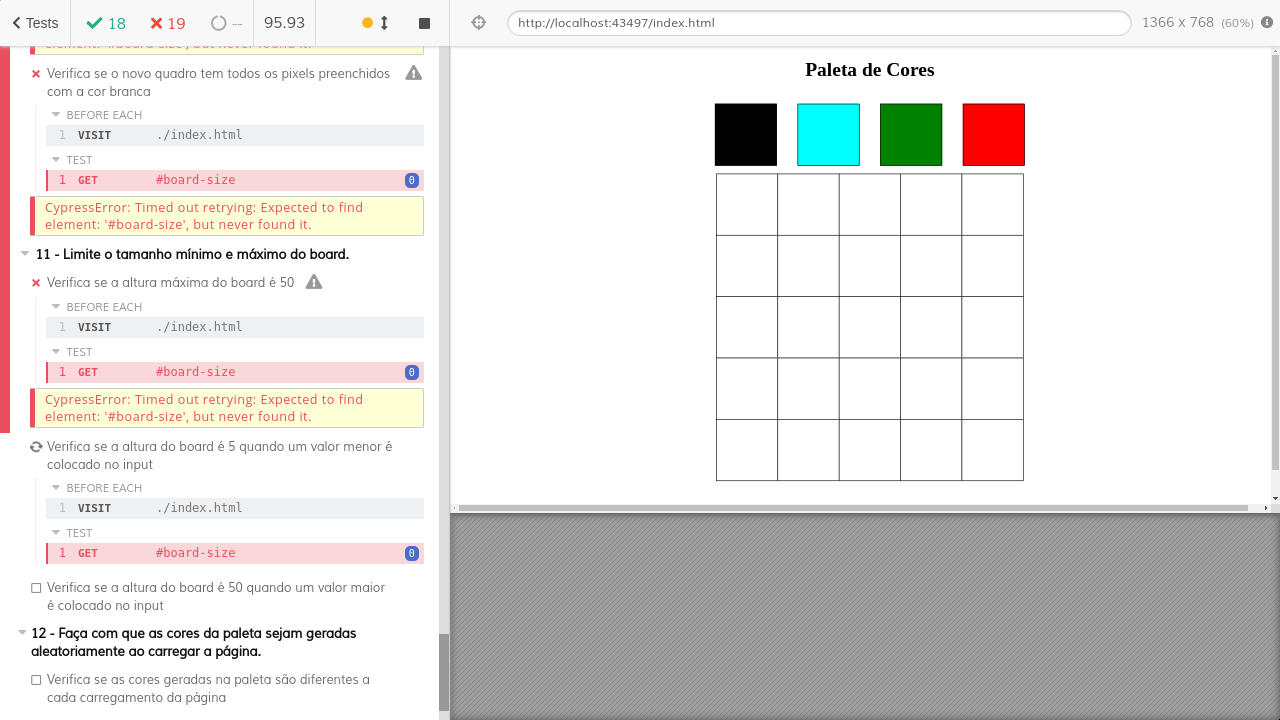 Tests
18
19
--
95.93
http://localhost:43497/index.html
1366 x 768 (60%)
element: '#board-size', but never found it.
Verifica se o novo quadro tem todos os pixels preenchidos
com a cor branca
BEFORE EACH
1 VISIT ./index.html
TEST
1 GET #board-size 0
CypressError: Timed out retrying: Expected to find
element: '#board-size', but never found it.
11 - Limite o tamanho mínimo e máximo do board.
Verifica se a altura máxima do board é 50
BEFORE EACH
1 VISIT ./index.html
TEST
1 GET #board-size 0
CypressError: Timed out retrying: Expected to find
element: '#board-size', but never found it.
Verifica se a altura do board é 5 quando um valor menor é
colocado no input
BEFORE EACH
1 VISIT ./index.html
TEST
1 GET #board-size 0
Verifica se a altura do board é 50 quando um valor maior
é colocado no input
12 - Faça com que as cores da paleta sejam geradas
aleatoriamente ao carregar a página.
Verifica se as cores geradas na paleta são diferentes a
cada carregamento da página
Paleta de Cores